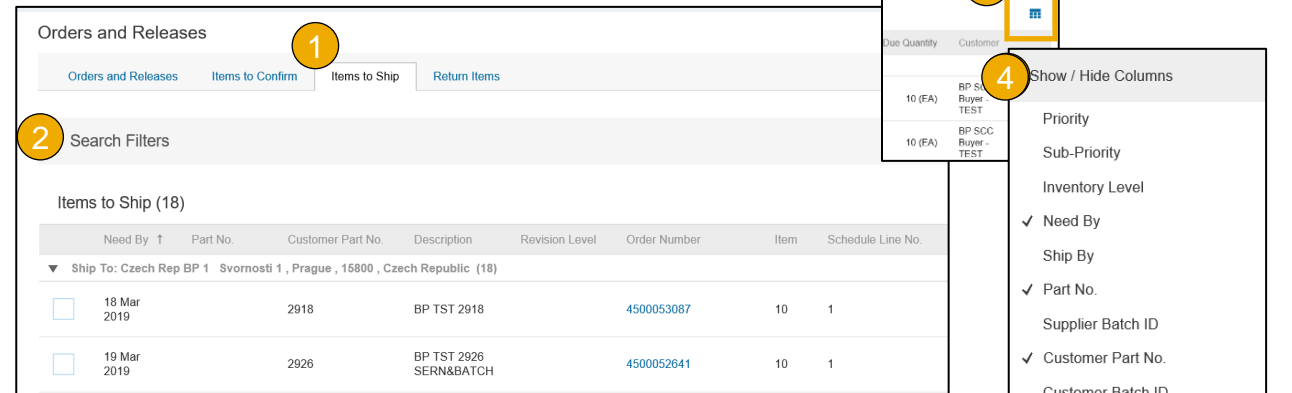 Orders and Releases
1
Orders and Releases Items to Confirm Items to Ship Return Items
2 Search Filters
Items to Ship (18)
Need By ↑ Part No. Customer Part No. Description Revision Level Order Number Item Schedule Line No.
▼ Ship To: Czech Rep BP 1 Svornosti 1 , Prague , 15800 , Czech Republic (18)
18 Mar
2019 2918 BP TST 2918 4500053087 10 1
19 Mar
2019 2926 BP TST 2926
SERN&BATCH 4500052641 10 1
Due Quantity Customer
10 (EA) BP
Buyer -
TEST
10 (EA) BP SCC
Buyer -
TEST
4 Show / Hide Columns
Priority
Sub-Priority
Inventory Level
✓ Need By
Ship By
✓ Part No.
Supplier Batch ID
✓ Customer Part No.
Customer Batch ID